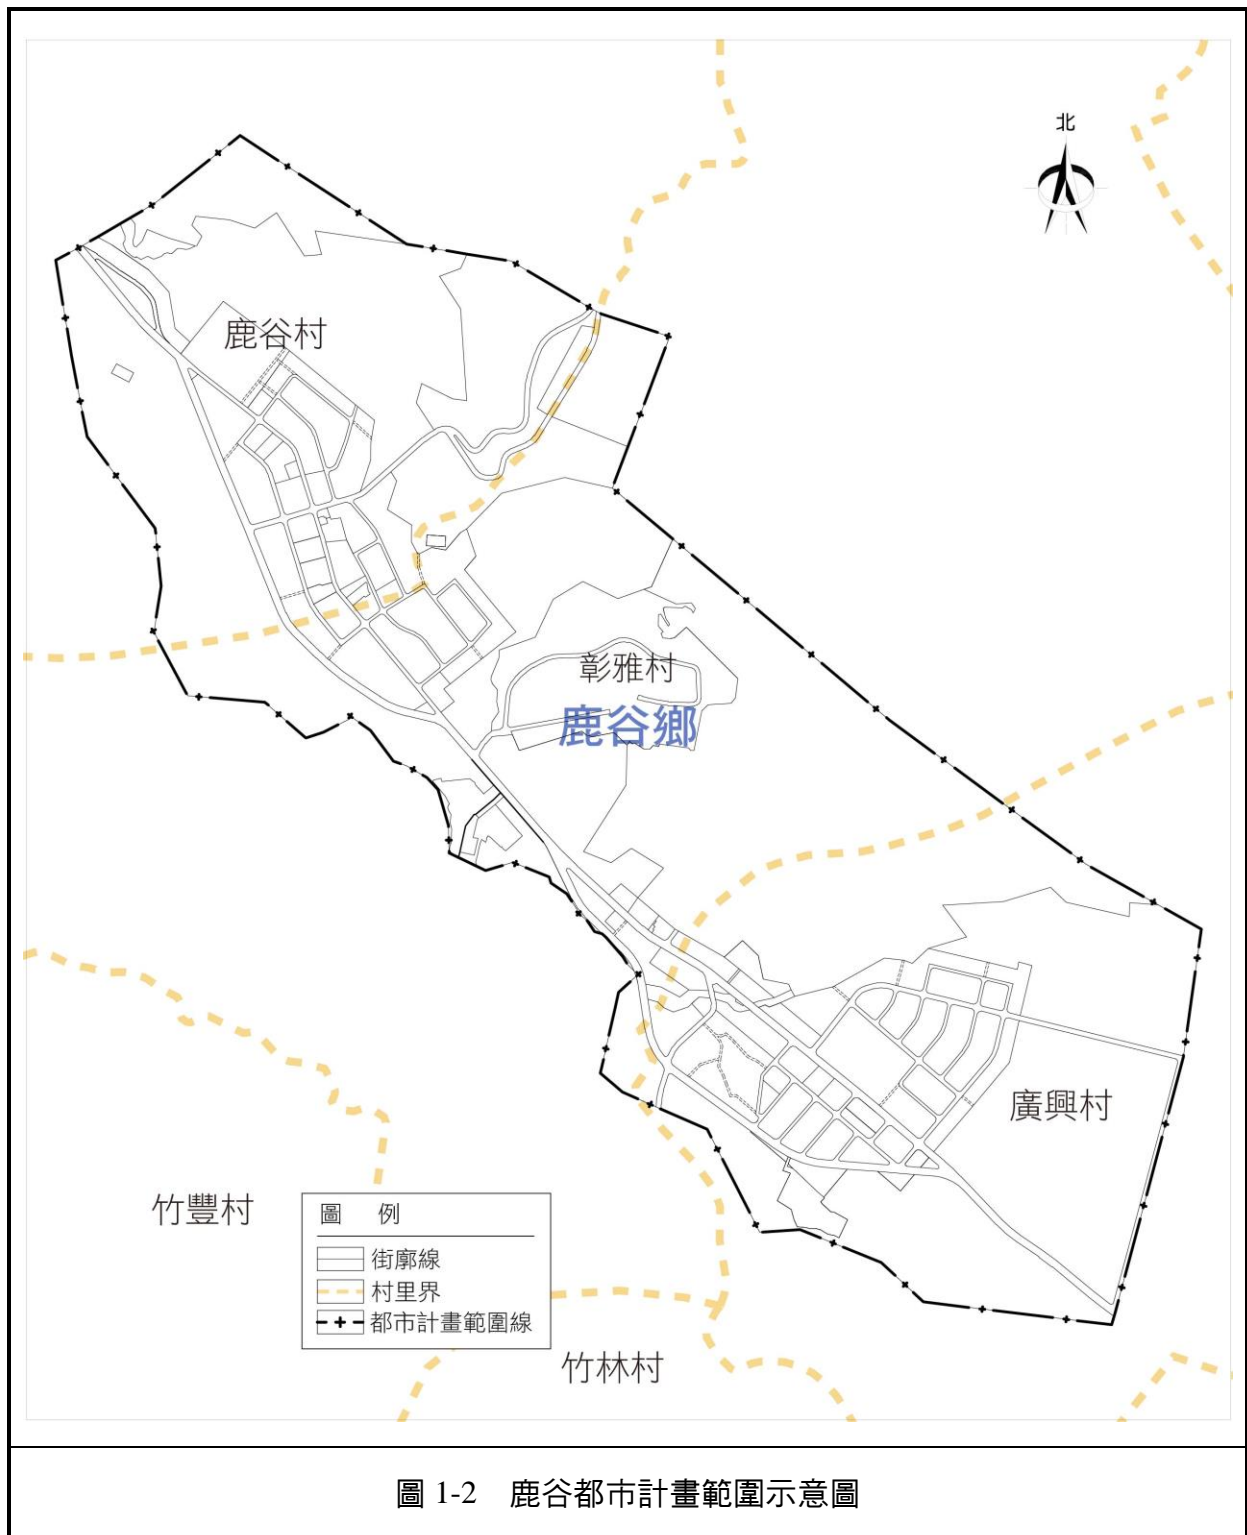 北
鹿谷村
彰雅村
鹿谷鄉
廣興村
竹豐村
圖 例
街廓線
村里界
都市計畫範圍線
竹林村
圖 1-2 鹿谷都市計畫範圍示意圖